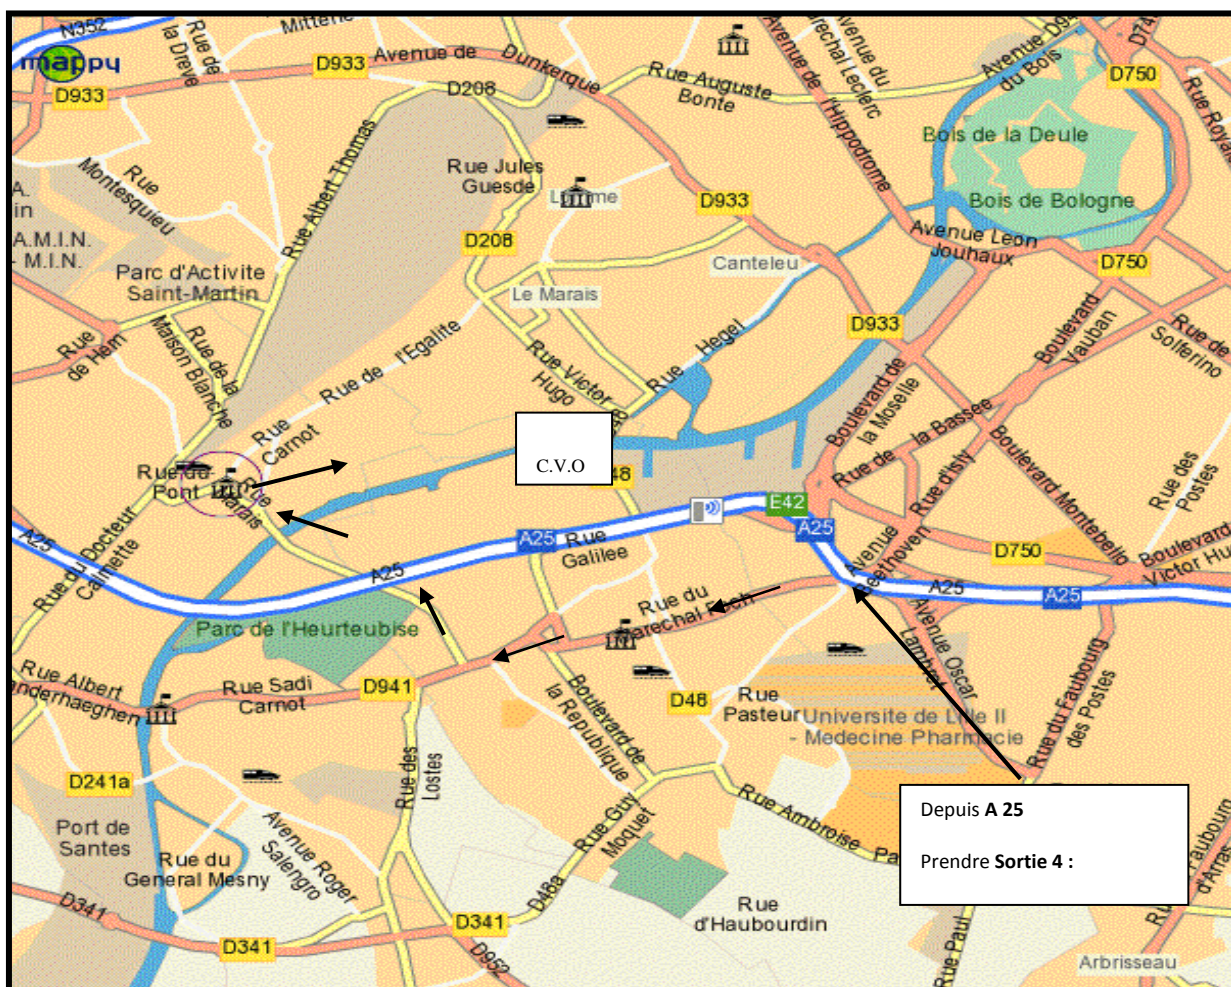 N352
mappy
Rue de
la Dreve
Mitterie
D933
Avenue de
Dunkerque
D933
D208
Rue Auguste
Bonte
Avenue de l'Hippodrome
Avenue du
Marechal Leclerc
Avenue
du Bois
D750
Rue Royale
Bois de la Deule
Bois de Bologne
Rue
Montesquieu
Rue Albert Thomas
Rue Jules
Guesde
D933
D208
A.M.I.N.
- M.I.N.
Parc d'Activite
Saint-Martin
Le Marais
Canteleu
Avenue Leon
Jouhaux
D750
Rue
de Hem
Rue de la
Maison Blanche
Rue de l'Egalite
Rue Victor
Hugo
Rue Hegel
D933
Boulevard
Vauban
Rue de
Solferino
Boulevard de
la Moselle
Rue
Carnot
C.V.O
D48
Rue de la Bassee
Rue d'Isly
Boulevard Montebello
Rue des
Postes
Rue du
Pont
Rue
Marais
E42
A25
A25
Rue
Galilee
A25
A25
Rue du Docteur
Calmette
Avenue
Beethoven
D750
Boulevard
Victor Hu
A25
A25
Rue du
Marechal Foch
Parc de l'Heurteubise
Avenue Oscar
Lambret
Rue du Faubourg
des Postes
Rue Albert
Vanderhaeghen
Rue Sadi
Carnot
D941
Boulevard de
la Republique
D48
Rue
Pasteur
Universite de Lille II
- Medecine Pharmacie
D241a
Rue des
Lostes
Port de
Santes
Rue du
General Mesny
Avenue Roger
Salengro
Rue Guy
Moquet
Rue Ambroise Pa
Depuis A 25
Prendre Sortie 4 :
Faubourg
d'Arras
D341
D341
D341
D952
D48a
Rue
d'Haubourdin
Rue Paul
Arbrisseau